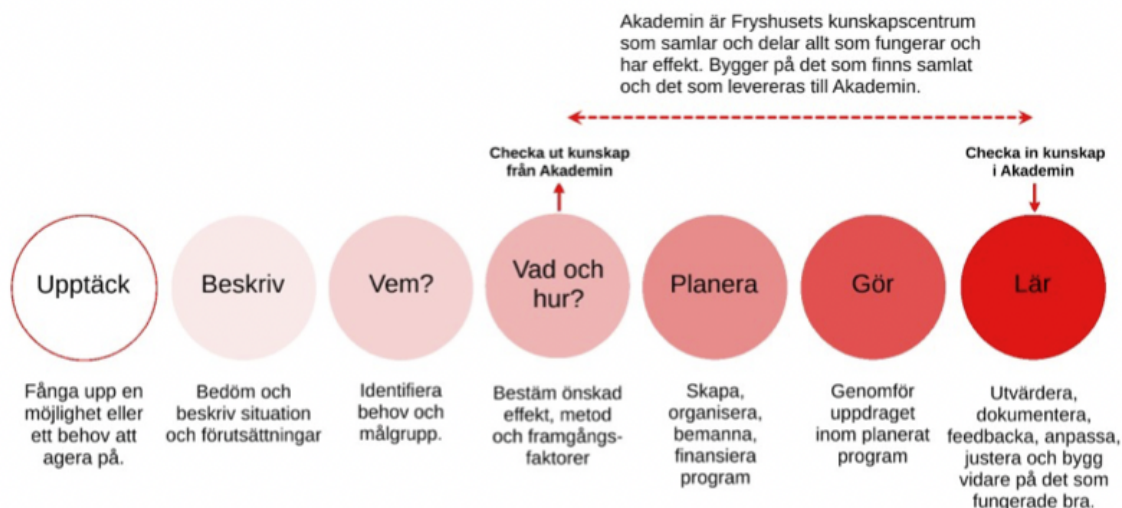 Akademin är Fryshusets kunskapscentrum
som samlar och delar allt som fungerar och
har effekt. Bygger på det som finns samlat
och det som levereras till Akademin.
Checka ut kunskap
från Akademin
Checka in kunskap
i Akademin
Upptäck
Beskriv
Vem?
Vad och
hur?
Planera
Gör
Lär
Fånga upp en
möjlighet eller
ett behov att
agera på.
Bedöm och
beskriv situation
och förutsättningar
Identifiera
behov och
målgrupp.
Bestäm önskad
effekt, metod
och framgångs-
faktorer
Skapa,
organisera,
bemanna,
finansiera
program
Genomför
uppdraget
inom planerat
program
Utvärdera,
dokumentera,
feedbacka, anpassa,
justera och bygg
vidare på det som
fungerade bra.